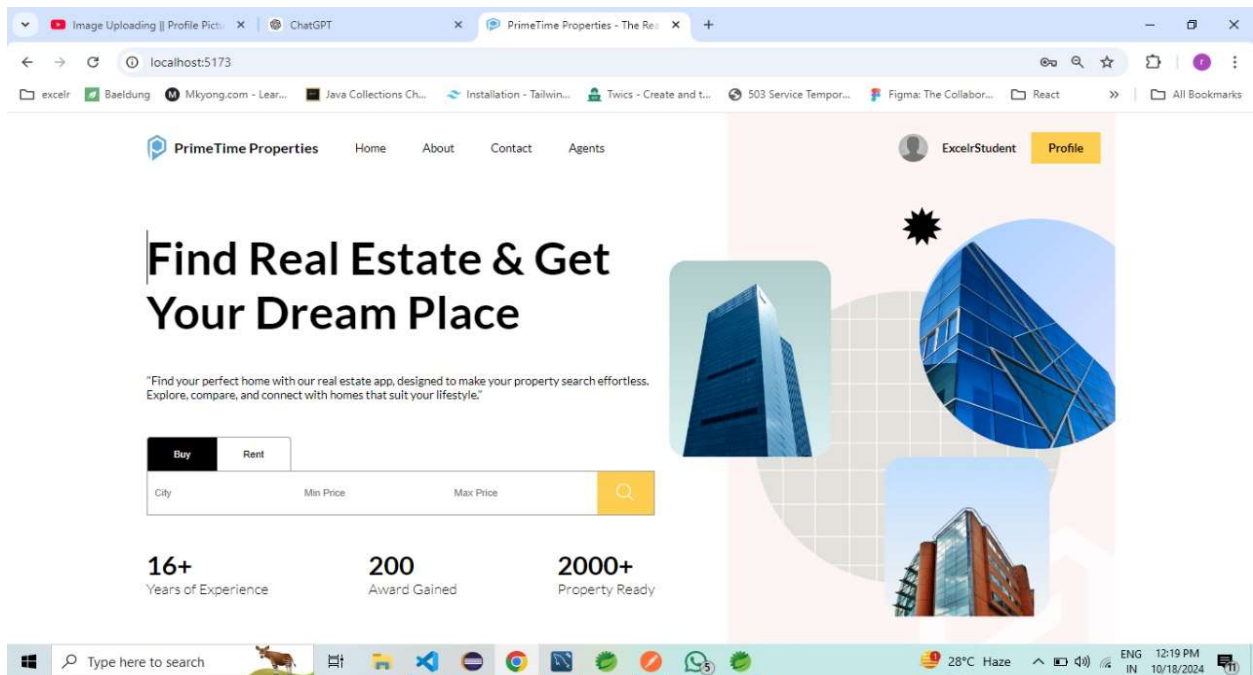 Image Uploading || Profile Pictu
ChatGPT
PrimeTime Properties - The Rea
localhost:5173
excelr
Baeldung
Mkyong.com - Lear...
Java Collections Ch...
Installation - Tailwin...
Twics - Create and t...
503 Service Tempor...
Figma: The Collabor...
React
All Bookmarks
PrimeTime Properties
Home
About
Contact
Agents
ExcelrStudent
Profile
Find Real Estate & Get
Your Dream Place
"Find your perfect home with our real estate app, designed to make your property search effortless.
Explore, compare, and connect with homes that suit your lifestyle."
Buy
Rent
City
Min Price
Max Price
16+
200
2000+
Years of Experience
Award Gained
Property Ready
Type here to search
28°C Haze
ENG
IN
12:19 PM
10/18/2024